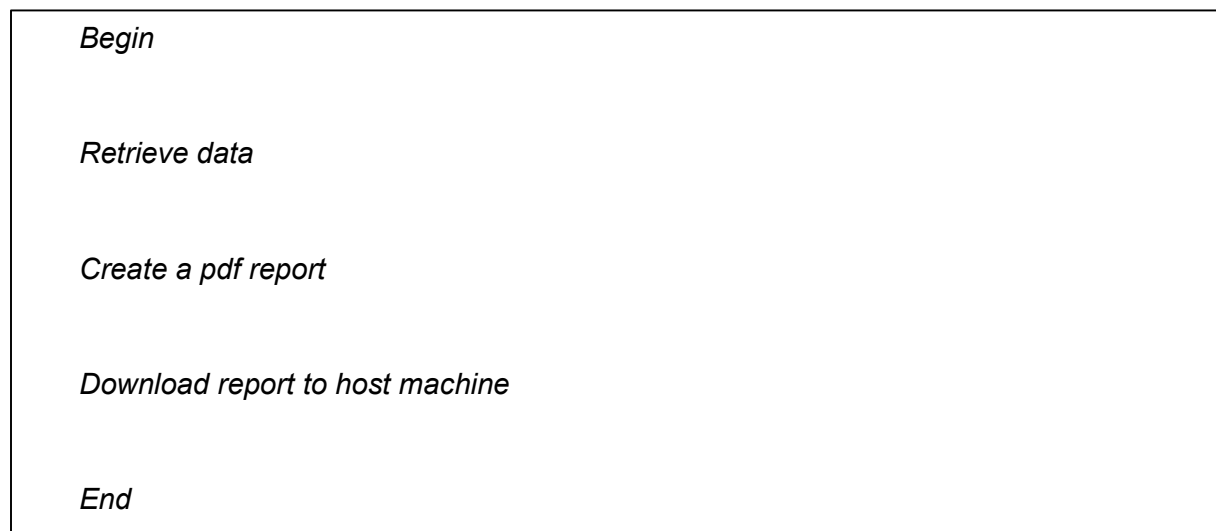 Begin
Retrieve data
Create a pdf report
Download report to host machine
End